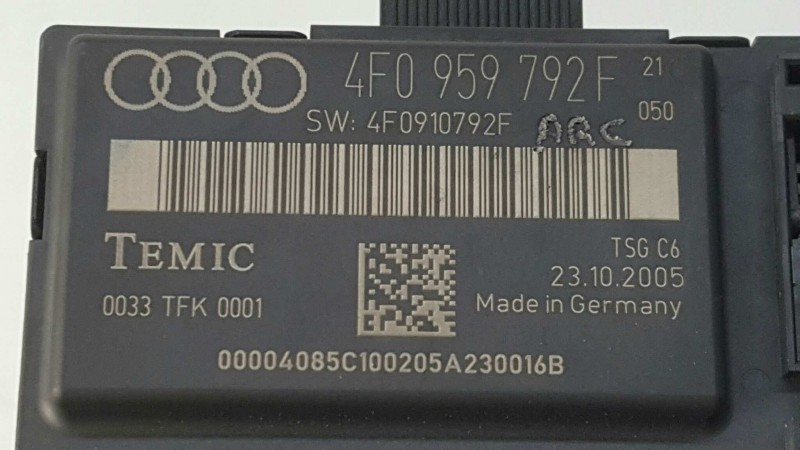 4F0 959 792F 21
SW: 4F0910792F ARC 050
TEMIC
0033 TFK 0001
TSG C6
23.10.2005
Made in Germany
00004085C100205A230016B